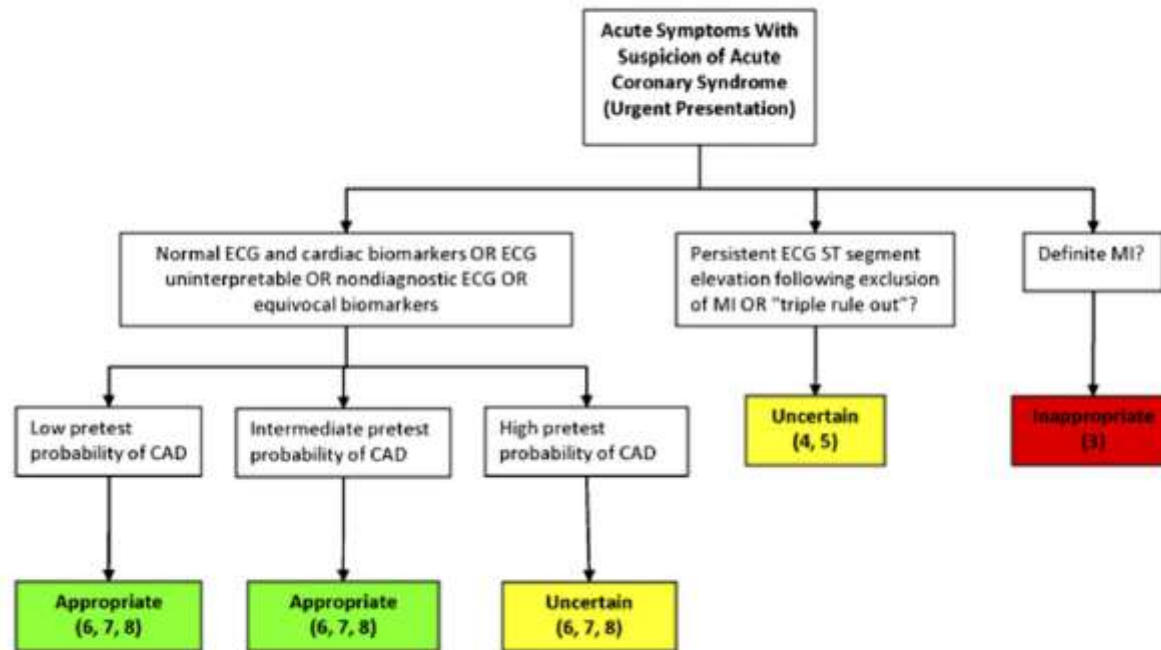 Acute Symptoms With
Suspicion of Acute
Coronary Syndrome
(Urgent Presentation)
Normal ECG and cardiac biomarkers OR ECG
uninterpretable OR nondiagnostic ECG OR
equivocal biomarkers
Persistent ECG ST segment
elevation following exclusion
of MI OR "triple rule out"?
Definite MI?
Low pretest
probability of CAD
Intermediate pretest
probability of CAD
High pretest
probability of CAD
Uncertain
(4, 5)
Inappropriate
(3)
Appropriate
(6, 7, 8)
Appropriate
(6, 7, 8)
Uncertain
(6, 7, 8)